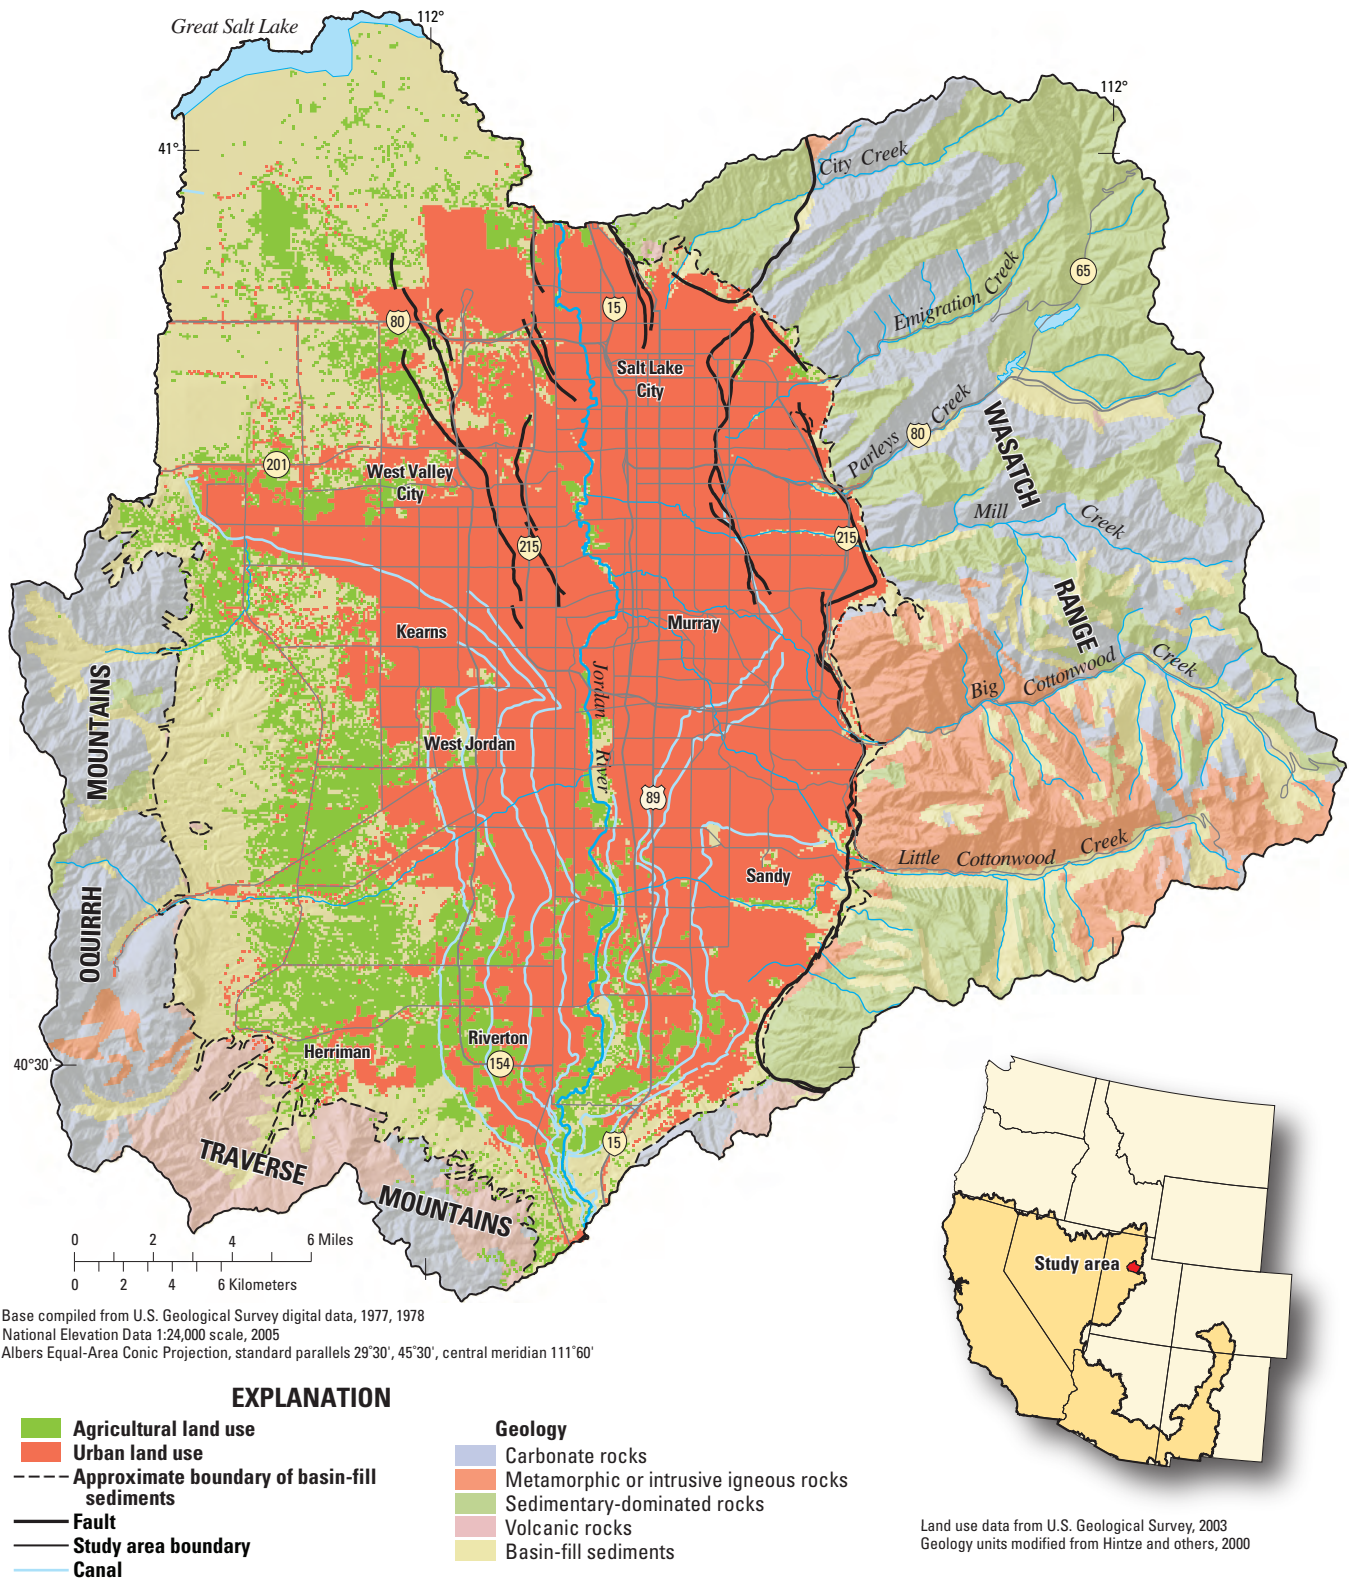 Great Salt Lake
112°
112°
41°
City Creek
65
Emigration Creek
15
80
Salt Lake
City
WASATCH
Parleys Creek
80
201
West Valley
City
Mill Creek
215
215
RANGE
Kearns
Murray
Big Cottonwood Creek
Jordan River
MOUNTAINS
West Jordan
89
Little Cottonwood Creek
Sandy
OQUIRRH
Riverton
Herriman
154
40°30'
15
TRAVERSE
MOUNTAINS
0 2 4 6 Miles
0 2 4 6 Kilometers
Study area
Base compiled from U.S. Geological Survey digital data, 1977, 1978
National Elevation Data 1:24,000 scale, 2005
Albers Equal-Area Conic Projection, standard parallels 29°30', 45°30', central meridian 111°60'
EXPLANATION
Agricultural land use
Urban land use
Approximate boundary of basin-fill
sediments
Fault
Study area boundary
Canal
Geology
Carbonate rocks
Metamorphic or intrusive igneous rocks
Sedimentary-dominated rocks
Volcanic rocks
Basin-fill sediments
Land use data from U.S. Geological Survey, 2003
Geology units modified from Hintze and others, 2000